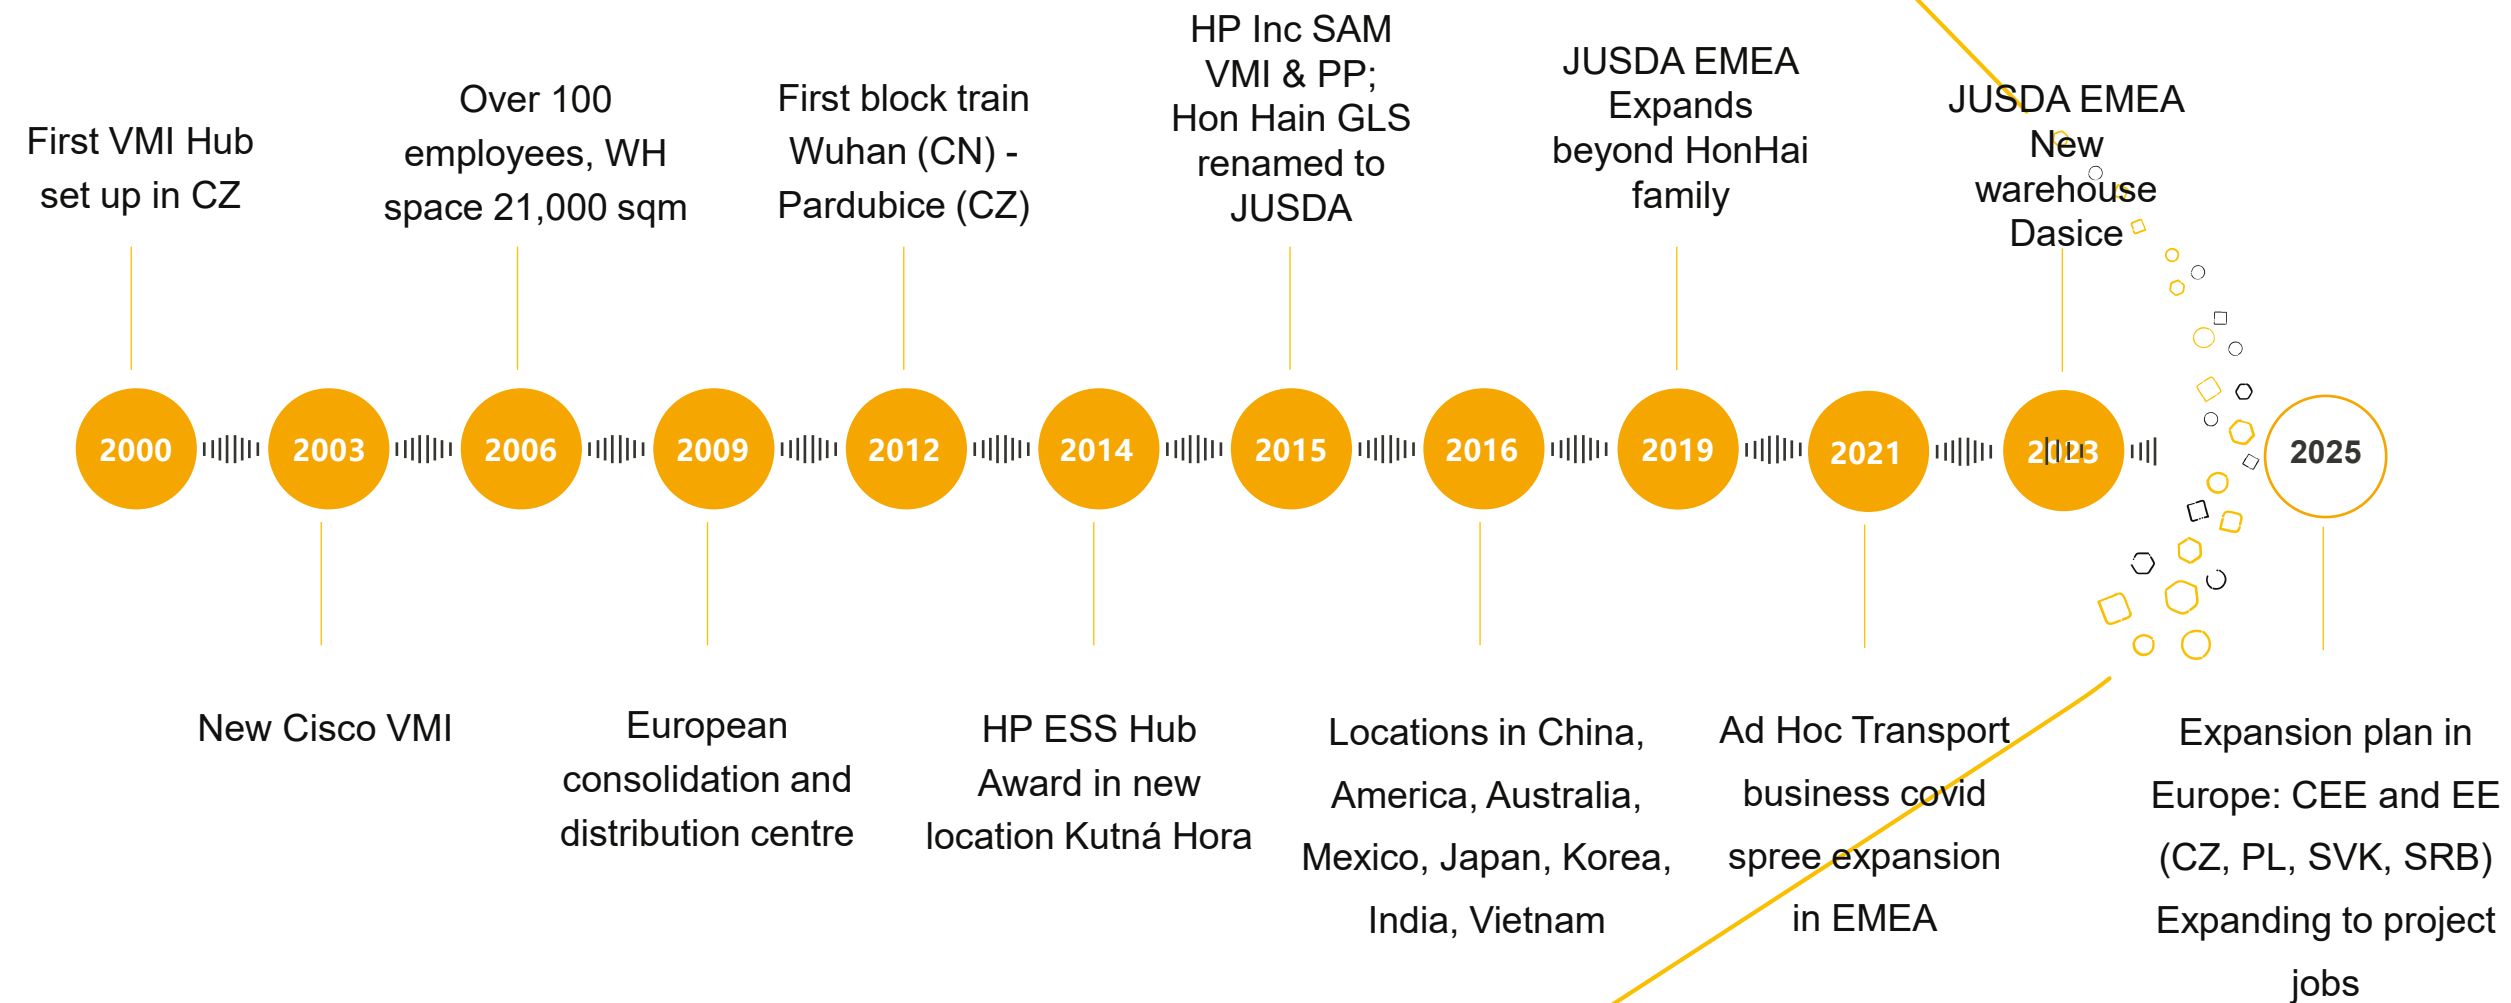 First VMI Hub
set up in CZ
Over 100
employees, WH
space 21,000 sqm
First block train
Wuhan (CN) -
Pardubice (CZ)
HP Inc SAM
VMI & PP;
Hon Hain GLS
renamed to
JUSDA
JUSDA EMEA
Expands
beyond HonHai
family
JUSDA EMEA
New
warehouse
Dasice
2000
2003
2006
2009
2012
2014
2015
2016
2019
2021
2023
2025
New Cisco VMI
European
consolidation and
distribution centre
HP ESS Hub
Award in new
location Kutná Hora
Locations in China,
America, Australia,
Mexico, Japan, Korea,
India, Vietnam
Ad Hoc Transport
business covid
spree expansion
in EMEA
Expansion plan in
Europe: CEE and EE
(CZ, PL, SVK, SRB)
Expanding to project
jobs